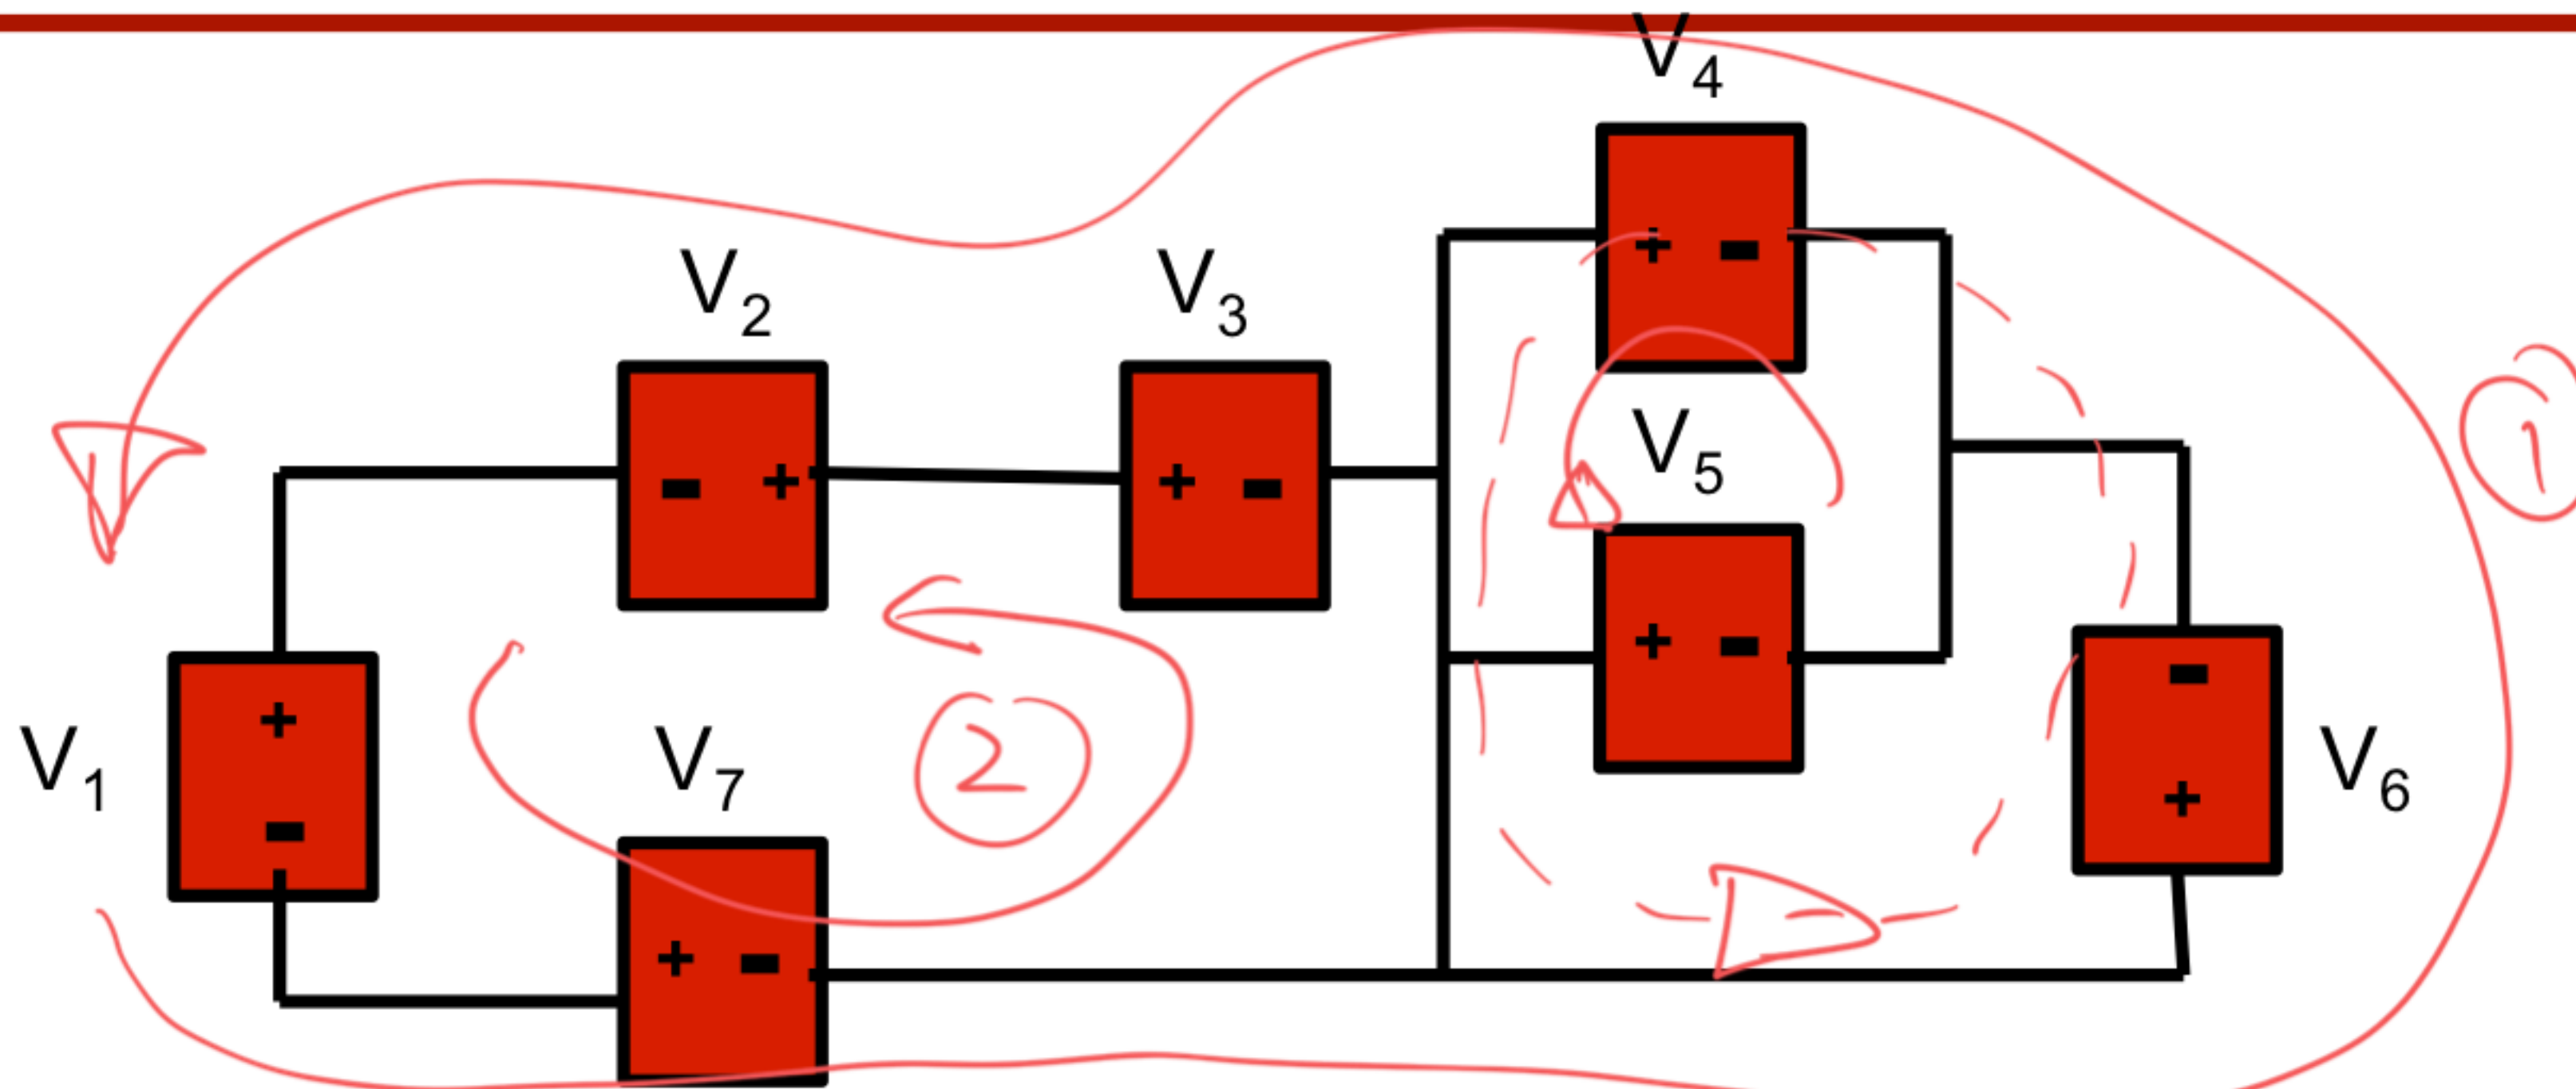 V4
V2 V3
+ -
1
- + + -
V5
+ -
-
+
V1 + - V7 2 V6
+ -